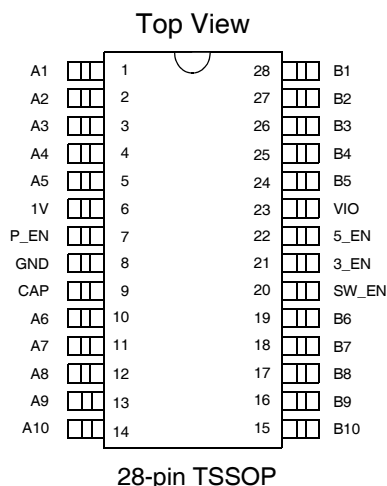 Top View
A1 1 28 B1
A2 2 27 B2
A3 3 26 B3
A4 4 25 B4
A5 5 24 B5
1V 6 23 VIO
P_EN 7 22 5_EN
GND 8 21 3_EN
CAP 9 20 SW_EN
A6 10 19 B6
A7 11 18 B7
A8 12 17 B8
A9 13 16 B9
A10 14 15 B10
28-pin TSSOP